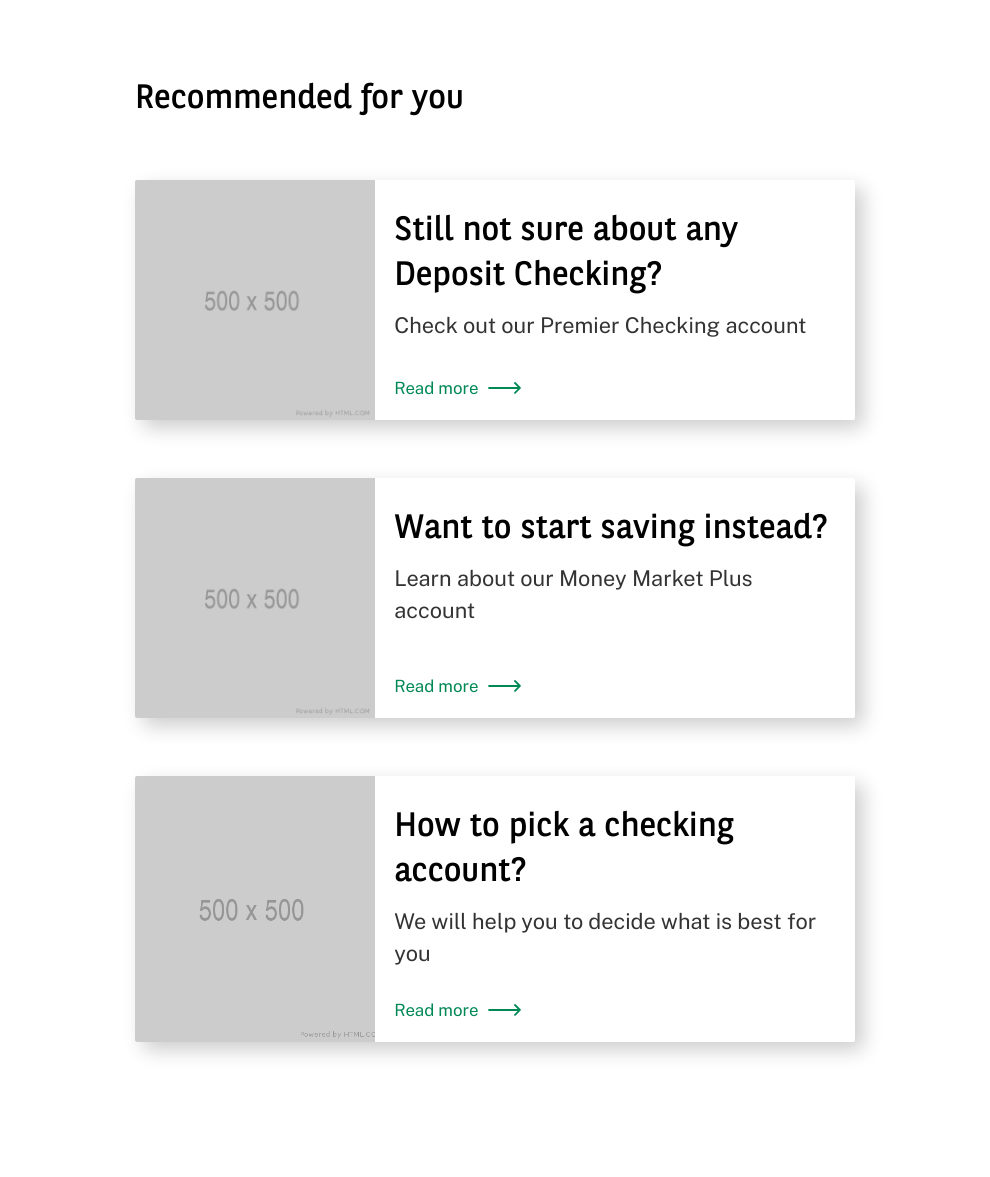 Recommended for you
500 x 500
Powered by HTML.COM
Still not sure about any
Deposit Checking?
Check out our Premier Checking account
Read more
500 x 500
Powered by HTML.COM
Want to start saving instead?
Learn about our Money Market Plus
account
Read more
500 x 500
Powered by HTML.CO
How to pick a checking
account?
We will help you to decide what is best for
you
Read more